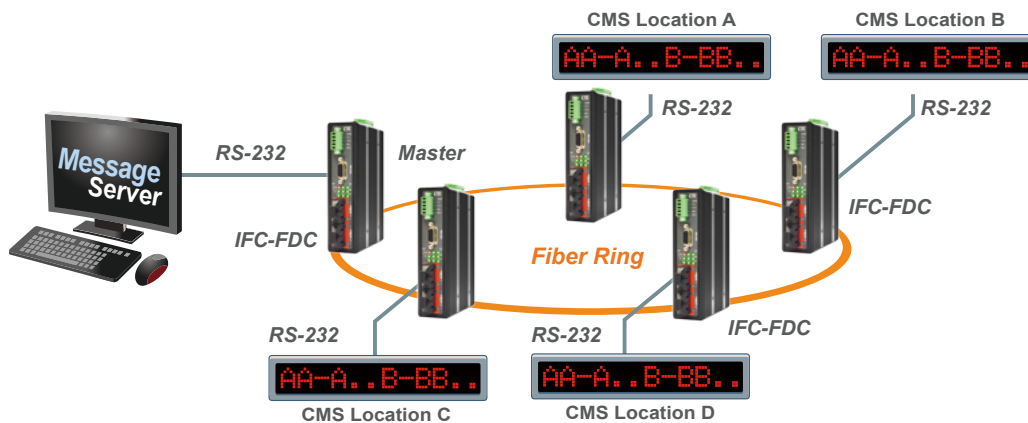 CMS Location A
CMS Location B
AA-A..B-BB..
AA-A..B-BB..
RS-232
RS-232
Message
Server
RS-232
Master
IFC-FDC
IFC-FDC
Fiber Ring
RS-232
RS-232
IFC-FDC
AA-A..B-BB..
AA-A..B-BB..
CMS Location C
CMS Location D